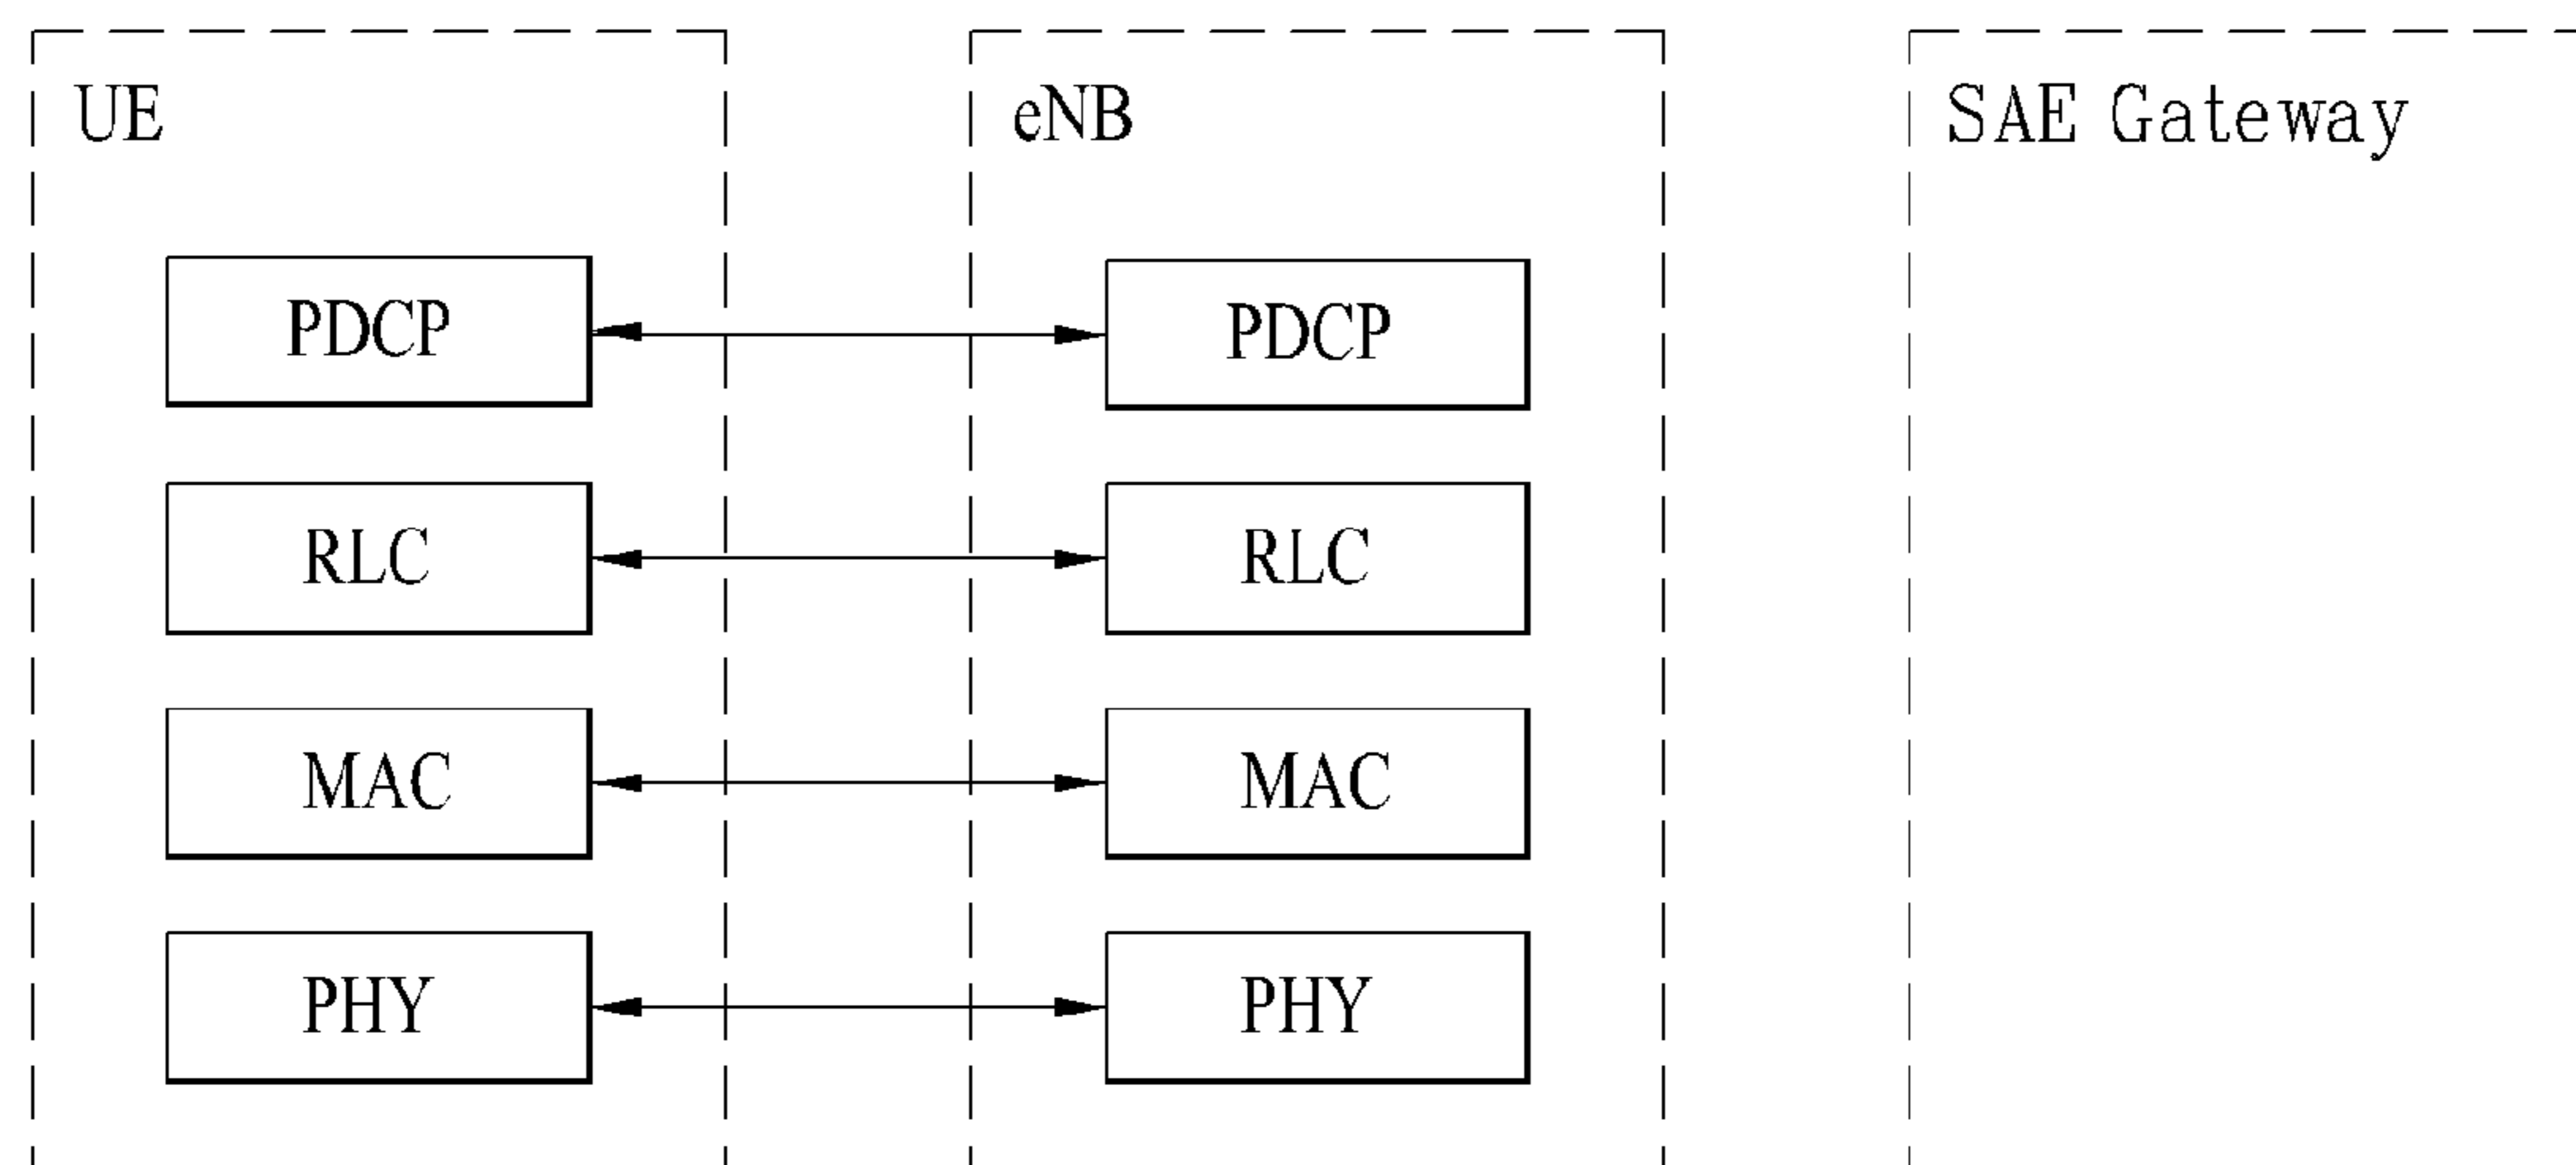 UE
eNB
SAE Gateway
PDCP
PDCP
RLC
RLC
MAC
MAC
PHY
PHY